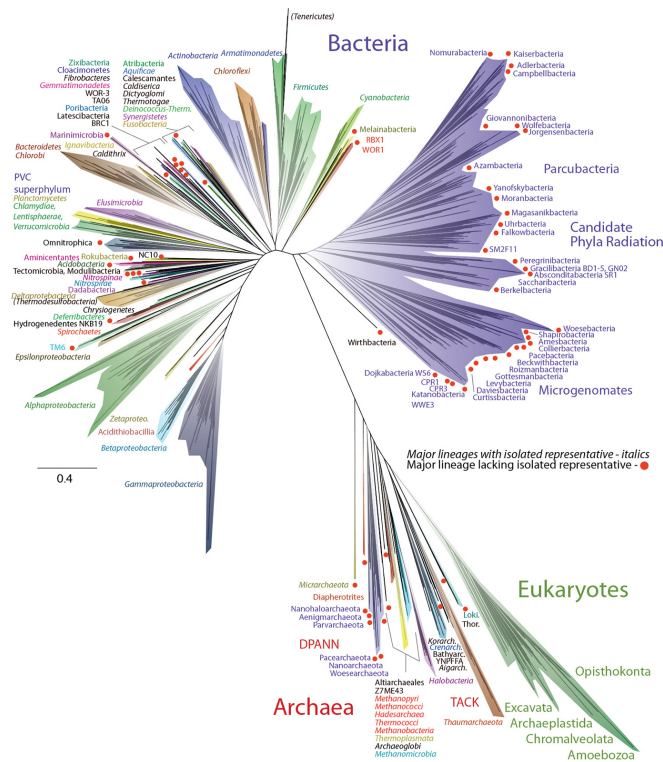 (Tenericutes)
Bacteria
Armatimonadetes
Actinobacteria
Zixibacteria
Cloacimonetes
Fibrobacteres
Gemmatimonadetes
WOR-3
TA06
Poribacteria
Latescibacteria
BRC1
Atribacteria
Aquificae
Calescamantes
Caldiserica
Dictyoglomi
Thermotogae
Deinococcus-Therm.
Synergistetes
Fusobacteria
Chloroflexi
Firmicutes
Cyanobacteria
Melainabacteria
RBX1
WOR1
Nomurabacteria
Kaiserbacteria
Adlerbacteria
Campbellbacteria
Giovannonibacteria
Wolfebacteria
Jorgensenbacteria
Parcubacteria
Azambacteria
Yanofskybacteria
Moranbacteria
Magasanikbacteria
Uhrbacteria
Falkowbacteria
Candidate
Phyla Radiation
SM2F11
Peregrinibacteria
Gracilibacteria BD1-5, GN02
Absconditabacteria SR1
Saccharibacteria
Berkelbacteria
Marinimicrobia
Ignavibacteria
Bacteroidetes
Chlorobi
Caldithrix
PVC
superphylum
Planctomycetes
Chlamydiae,
Lentisphaerae,
Verrucomicrobia
Elusimicrobia
Omnitrophica
NC10
Aminicentantes
Rokubacteria
Acidobacteria
Tectomicrobia, Modulibacteria
Nitrospinae
Nitrospirae
Dadabacteria
Deltaprotebacteria
(Thermodesulfobacteria)
Chrysiogenetes
Deferribacteres
Hydrogenedentes NKB19
Spirochaetes
TM6
Epsilonproteobacteria
Wirthbacteria
Woesebacteria
Shapirobacteria
Amesbacteria
Collierbacteria
Pacebacteria
Beckwithbacteria
Roizmanbacteria
Gottesmanbacteria
Levybacteria
Daviesbacteria
Curtissbacteria
Microgenomates
Dojkabacteria WS6
CPR1
CPR3
Katanobacteria
WWE3
Alphaproteobacteria
Zetaproteo.
Acidithiobacillia
Betaproteobacteria
Gammaproteobacteria
0.4
Major lineages with isolated representative - italics
Major lineage lacking isolated representative -
Micrarchaeota
Diapherotrites
Nanohaloarchaeota
Aenigmarchaeota
Parvarchaeota
DPANN
Pacearchaeota
Nanoarchaeota
Woesearchaeota
Archaea
Altiarchaeales
Z7ME43
Methanopyri
Methanococci
Hadesarchaea
Thermococci
Methanobacteria
Thermoplasmata
Archaeoglobi
Methanomicrobia
Halobacteria
Korarch.
Crenarch.
Bathyarc.
YNPFFA
Aigarch.
TACK
Thaumarchaeota
Loki.
Thor.
Eukaryotes
Opisthokonta
Excavata
Archaeplastida
Chromalveolata
Amoebozoa